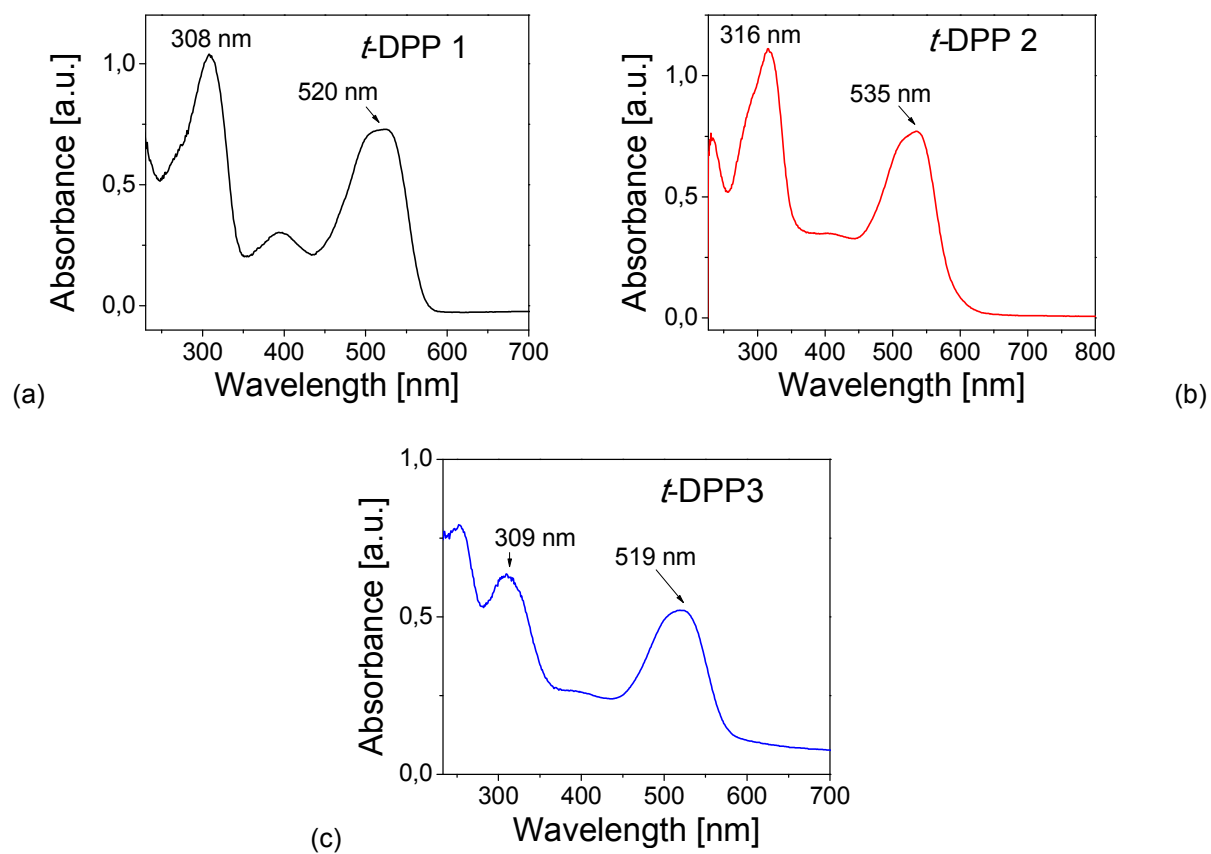 308 nm
t-DPP 1
520 nm
1,0
0,5
0,0
Absorbance [a.u.]
300 400 500 600 700
Wavelength [nm]
(a)
316 nm
t-DPP 2
535 nm
1,0
0,5
0,0
Absorbance [a.u.]
300 400 500 600 700 800
Wavelength [nm]
(b)
1,0
t-DPP3
309 nm
519 nm
0,5
0,0
Absorbance [a.u.]
300 400 500 600 700
Wavelength [nm]
(c)